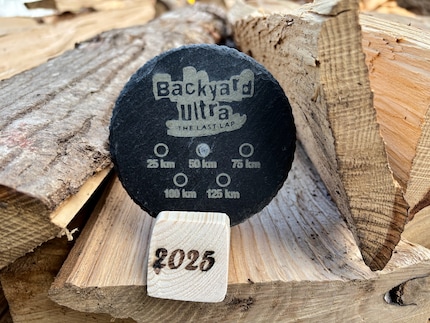 Backyard
Ultra
THE LAST LAP
25 km 50 km 75 km
100 km 125 km
2025